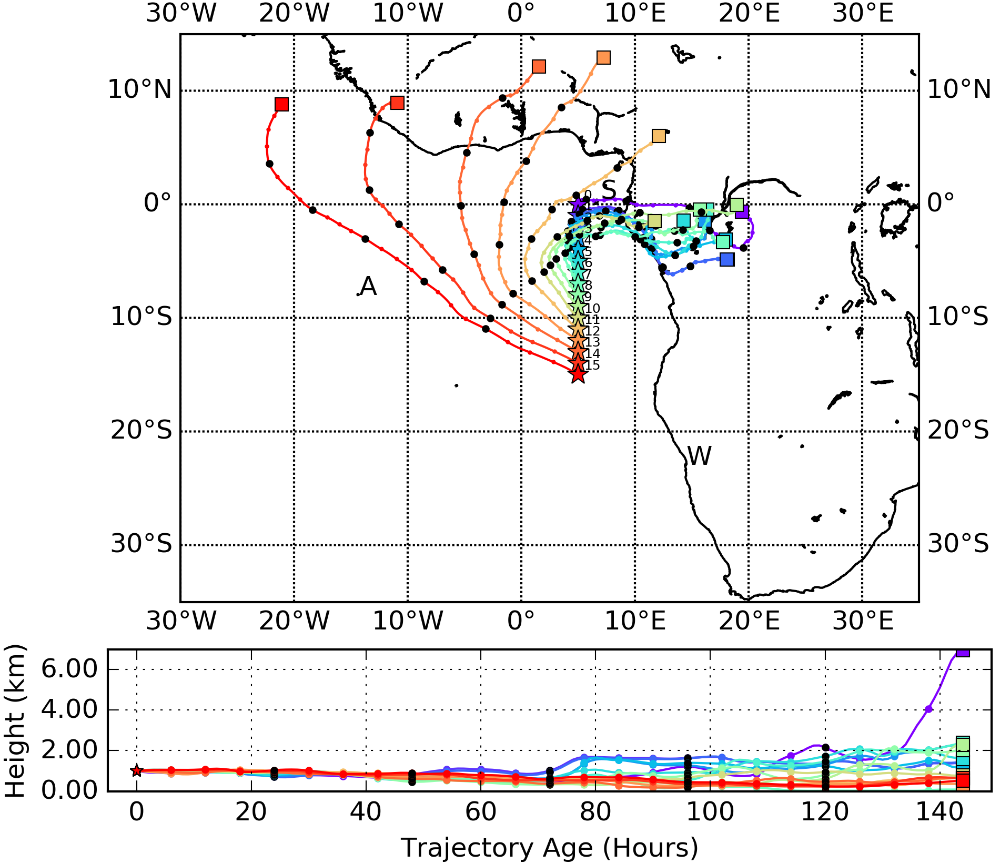 30°W 20°W 10°W 0° 10°E 20°E 30°E
10°N 10°N
S
0° 0 0°
3
4
5
6
7
A 8
9
10°S 10 10°S
11
12
13
14
15
20°S 20°S
W
30°S 30°S
30°W 20°W 10°W 0° 10°E 20°E 30°E
Height (km)
6.00
4.00
2.00
0.00
0 20 40 60 80 100 120 140
Trajectory Age (Hours)